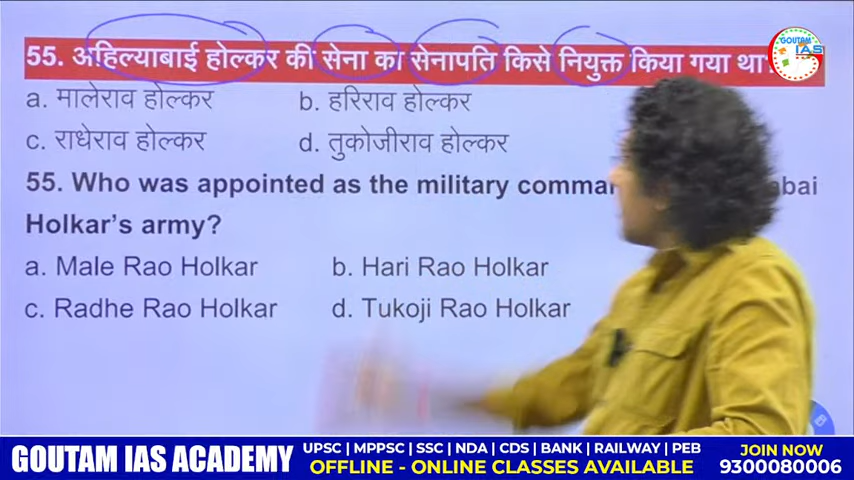 55. अहिल्याबाई होल्कर की सेना का सेनापति किसे नियुक्त किया गया था?
GOUTAM IAS
a. मालेराव होल्कर b. हरिराव होल्कर
c. राधेराव होल्कर d. तुकोजीराव होल्कर
55. Who was appointed as the military
Holkar's army?
a. Male Rao Holkar b. Hari Rao Holkar
c. Radhe Rao Holkar d. Tukoji Rao Holkar
GOUTAM IAS ACADEMY
UPSC | MPPSC | SSC | NDA | CDS | BANK | RAILWAY | PEB
OFFLINE - ONLINE CLASSES AVAILABLE
JOIN NOW
9300080006